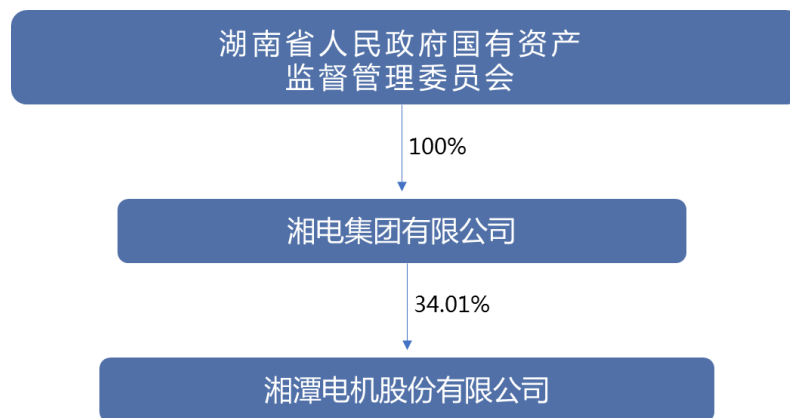 湖南省人民政府国有资产
监督管理委员会
100%
湘电集团有限公司
34.01%
湘潭电机股份有限公司